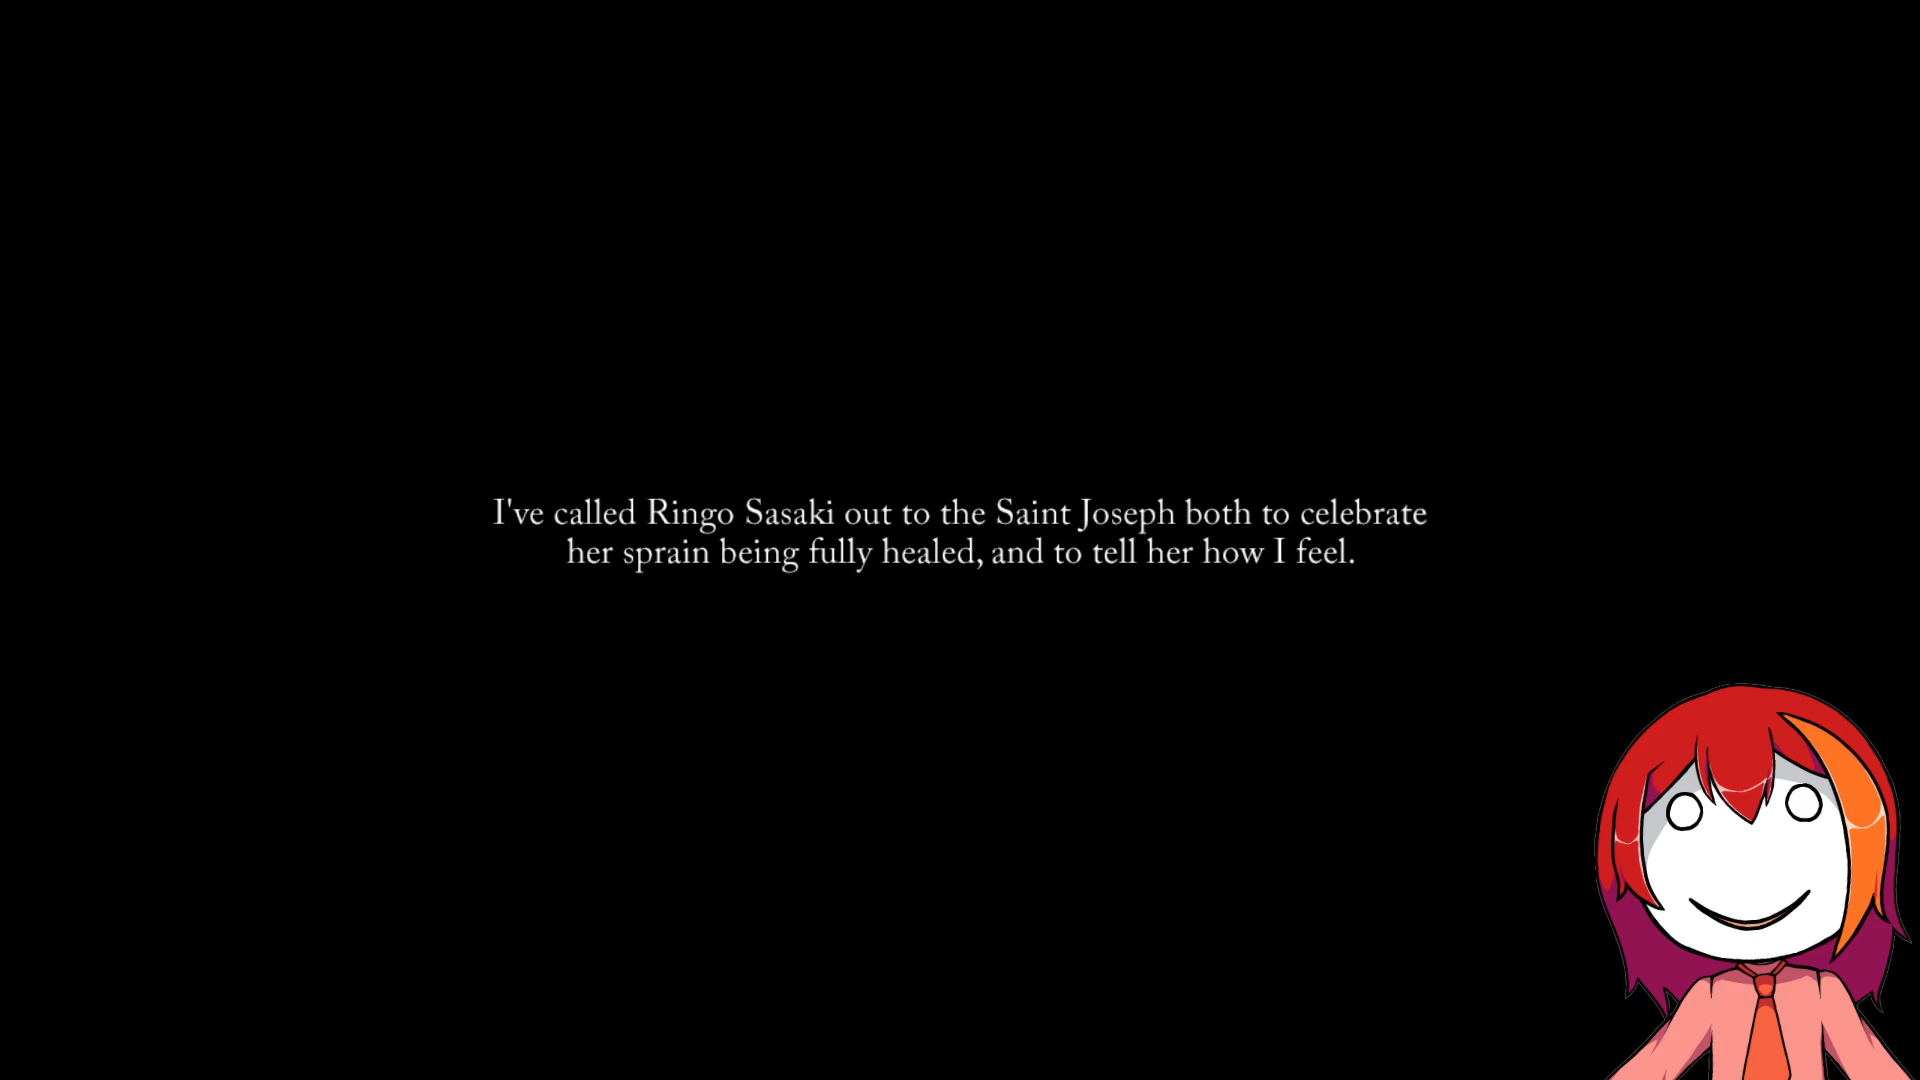 I've called Ringo Sasaki out to the Saint Joseph both to celebrate
her sprain being fully healed, and to tell her how I feel.